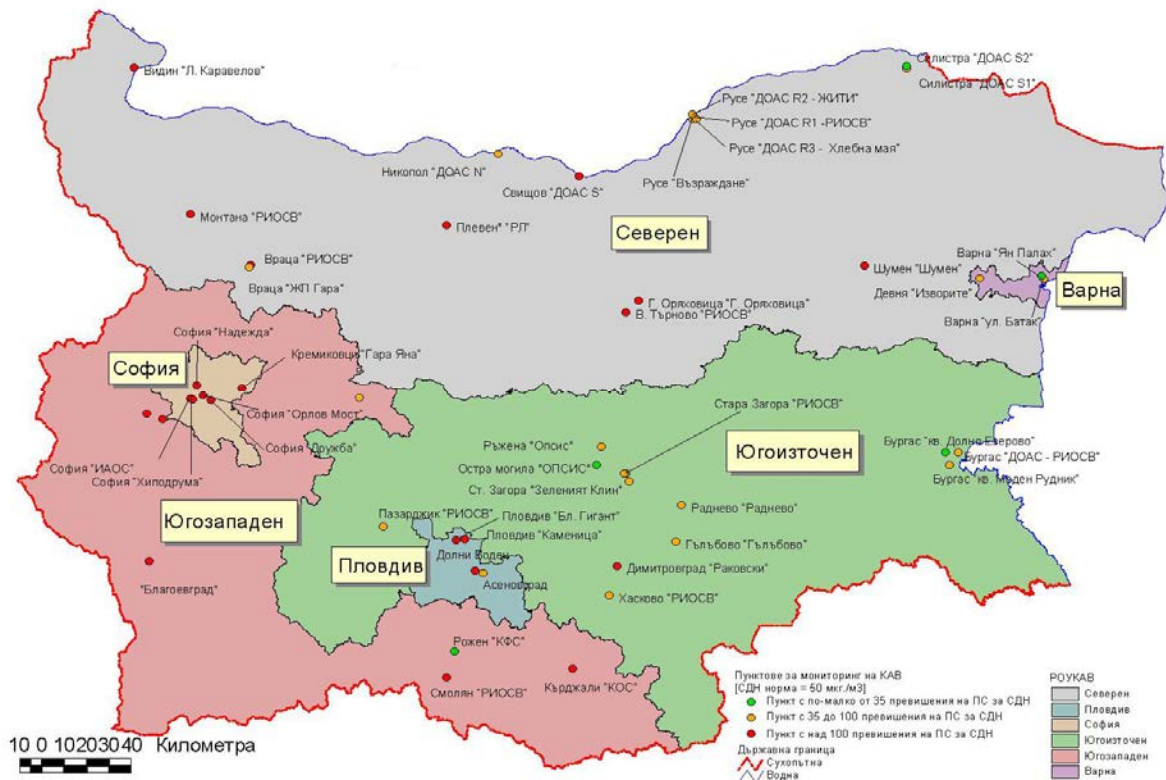 Видин "Л. Каравелов"
Силистра "ДОАС S2"
Силистра "ДОАС S1"
Русе "ДОАС R2 - ЖИТИ"
Русе "ДОАС R1 -РИОСВ"
Русе "ДОАС R3 - Хлебна мая"
Русе "Възраждане"
Никопол "ДОАС N"
Свищов "ДОАС S"
Монтана "РИОСВ"
Плевен" "РЛ"
Северен
Враца "РИОСВ"
Враца "ЖП Гара"
Шумен "Шумен"
Варна "Ян Палах"
Девня "Изворите"
Варна
Варна "ул. Батак"
Г. Оряховица "Г. Оряховица"
В. Търново "РИОСВ"
София "Надежда"
Кремиковци "Гара Яна"
София
София "Орлов Мост"
София "Дружба"
София "ИАОС"
София "Хиподрума"
Стара Загора "РИОСВ"
Ръжена "Опсис"
Остра могила "ОПСИС"
Ст. Загора "Зеленият Клин"
Югоизточен
Бургас "кв. Долно Езерово"
Бургас "ДОАС - РИОСВ"
Бургас "кв. Меден Рудник"
Югозападен
Пазарджик "РИОСВ"
Пловдив "Бл. Гигант"
Пловдив "Каменица"
Раднево "Раднево"
Гълъбово "Гълъбово"
Пловдив
Долни Воден
Асеновград
Димитровград "Раковски"
Хасково "РИОСВ"
"Благоевград"
Рожен "КФС"
Смолян "РИОСВ"
Кърджали "КОС"
Пунктове за мониторинг на КАВ
[СДН норма = 50 мкг./м3]
Пункт с по-малко от 35 превишения на ПС за СДН
Пункт с 35 до 100 превишения на ПС за СДН
Пункт с над 100 превишения на ПС за СДН
Държавна граница
Сухопътна
Водна
РОУКАВ
Северен
Пловдив
София
Югоизточен
Югозападен
Варна
10 0 10203040 Километра